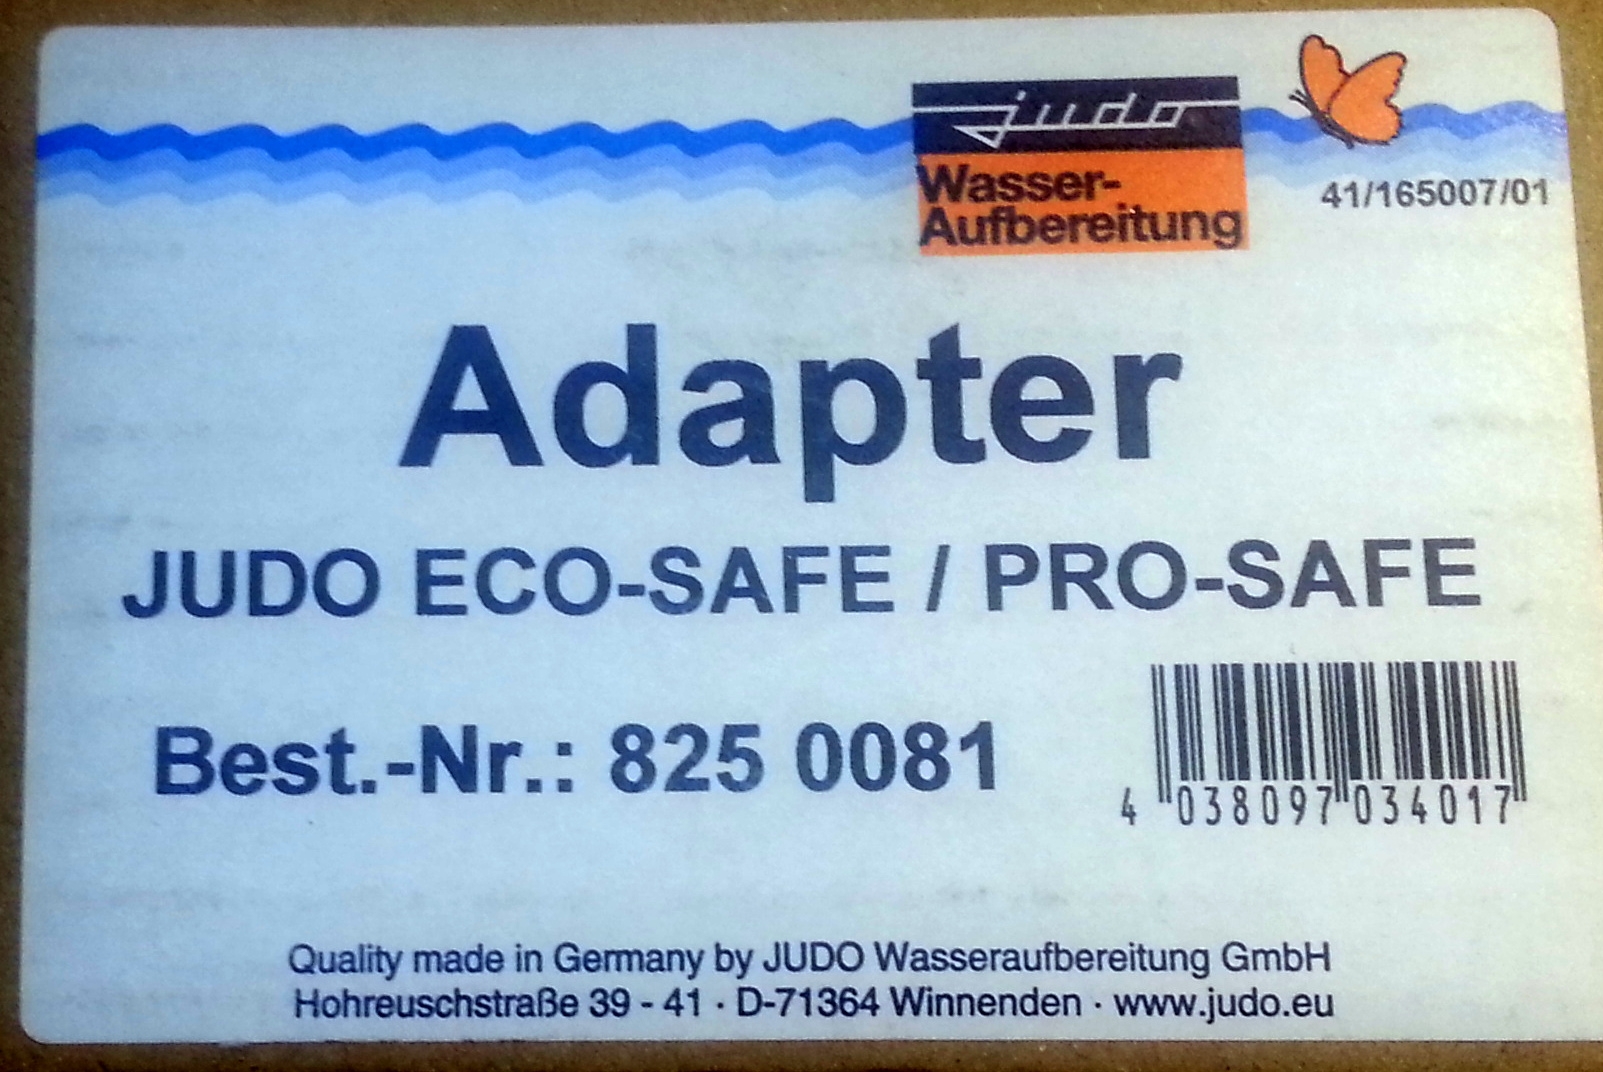 judo
Wasser-
Aufbereitung
41/165007/01
Adapter
JUDO ECO-SAFE / PRO-SAFE
Best.-Nr.: 825 0081
4 038097 034017
Quality made in Germany by JUDO Wasseraufbereitung GmbH
Hohreuschstraße 39 - 41 · D-71364 Winnenden · www.judo.eu